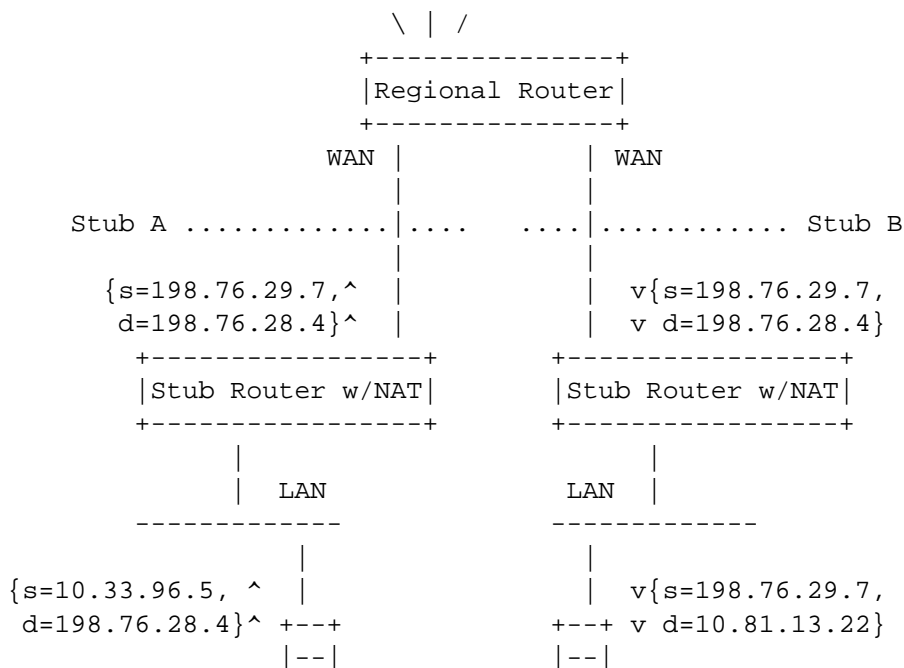 \ | /
                     +---------------+
                     |Regional Router|
                     +---------------+
                   WAN |           | WAN
                       |           |
   Stub A .............|....   ....|............ Stub B
                       |           |
     {s=198.76.29.7,^  |           |  v{s=198.76.29.7,
      d=198.76.28.4}^  |           |  v d=198.76.28.4}
       +-----------------+       +-----------------+
       |Stub Router w/NAT|       |Stub Router w/NAT|
       +-----------------+       +-----------------+
             |                         |
             |  LAN               LAN  |
       -------------             -------------
                 |                 |
{s=10.33.96.5, ^  |                 |  v{s=198.76.29.7,
 d=198.76.28.4}^ +--+             +--+ v d=10.81.13.22}
                |--|             |--|